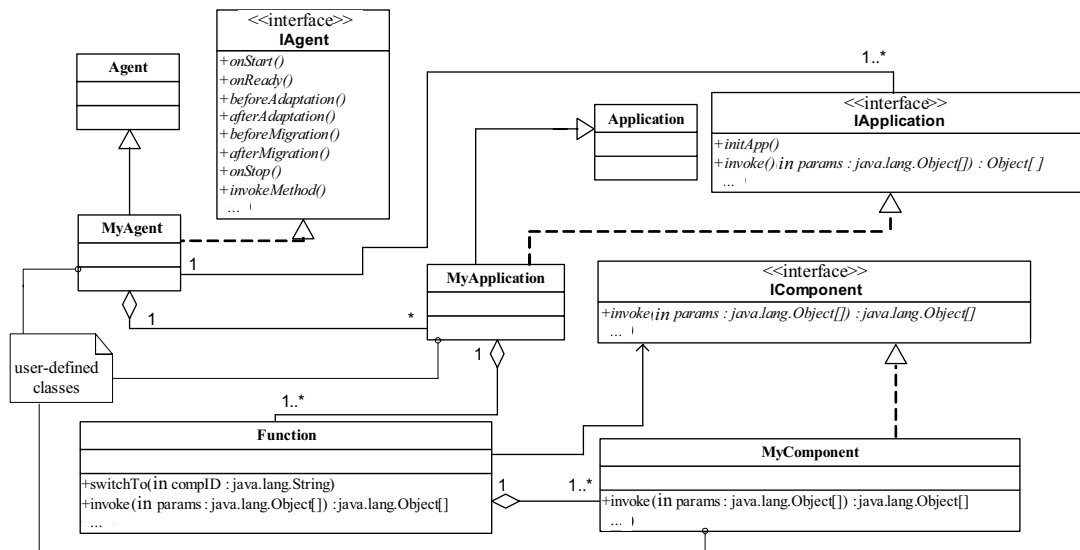 <<interface>>
IAgent
+onStart()
+onReady()
+beforeAdaptation()
+afterAdaptation()
+beforeMigration()
+afterMigration()
+onStop()
+invokeMethod()
...
Agent
1..*
Application
<<interface>>
IApplication
+initApp()
+invoke()(in params : java.lang.Object[]) : Object[ ]
... )
MyAgent
1
1
*
MyApplication
1
<<interface>>
IComponent
+invoke(in params : java.lang.Object[]) : java.lang.Object[]
... )
user-defined
classes
1..*
Function
+switchTo(in compID : java.lang.String)
+invoke(in params : java.lang.Object[]) : java.lang.Object[]
...
1
1..*
MyComponent
+invoke(in params : java.lang.Object[]) : java.lang.Object[]
... )